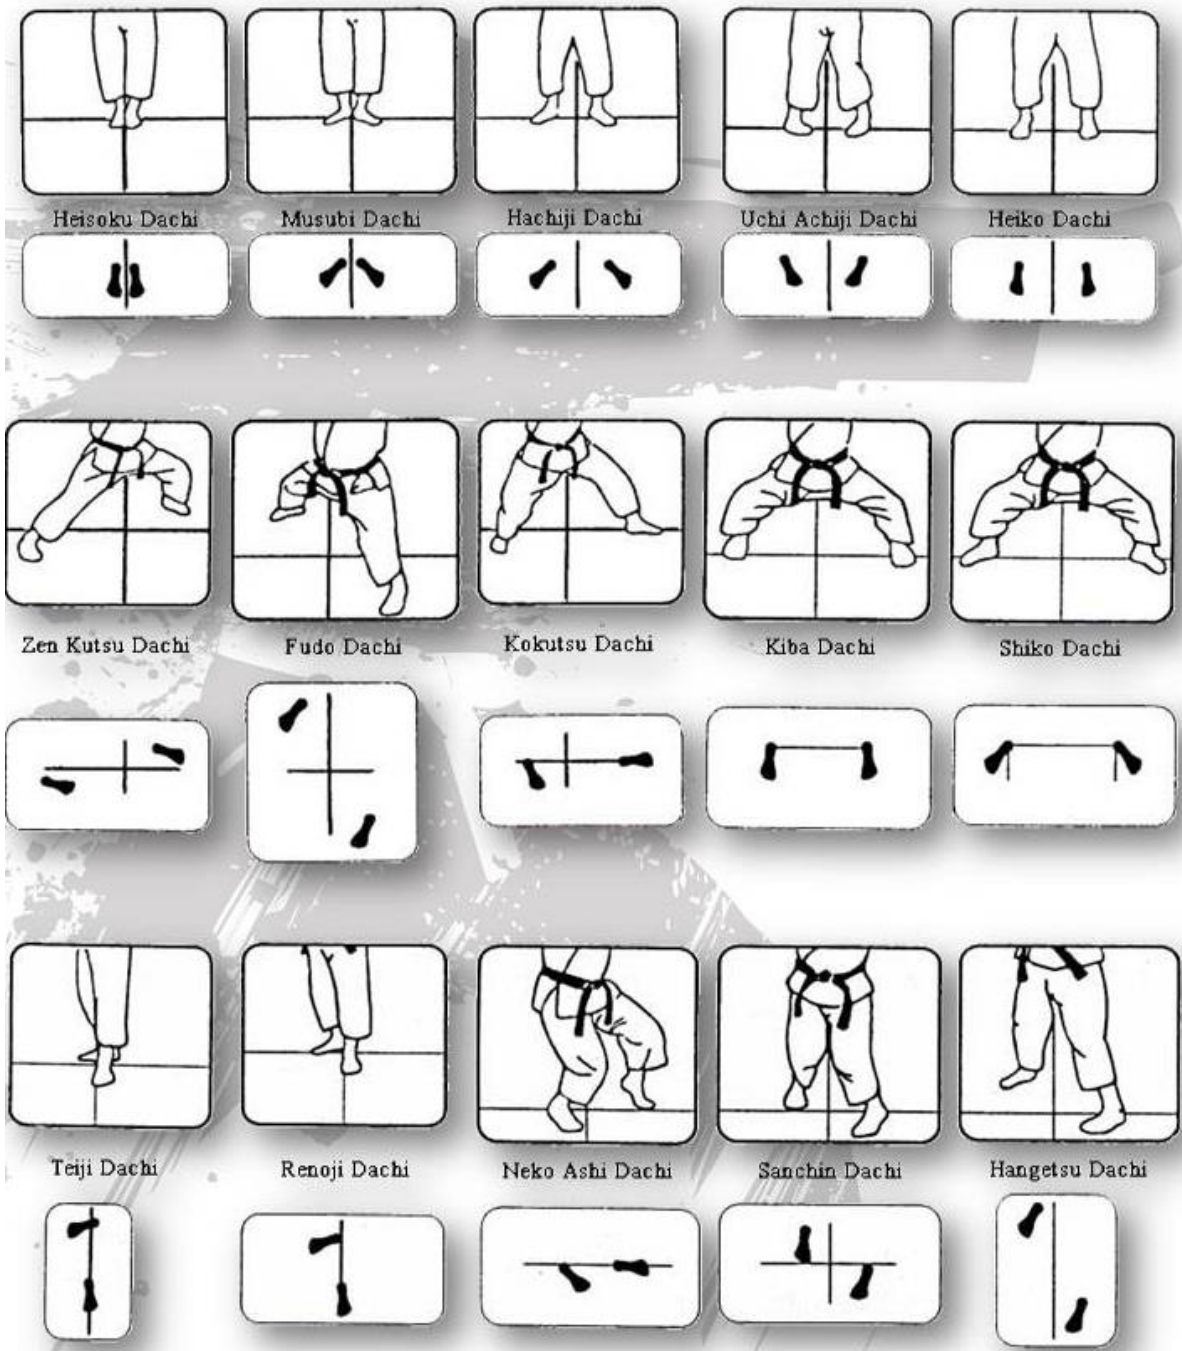 Heisoku Dachi
Musubi Dachi
Hachiji Dachi
Uchi Achiji Dachi
Heiko Dachi
Zen Kutsu Dachi
Fudo Dachi
Kokutsu Dachi
Kiba Dachi
Shiko Dachi
Teiji Dachi
Renoji Dachi
Neko Ashi Dachi
Sanchin Dachi
Hangetsu Dachi